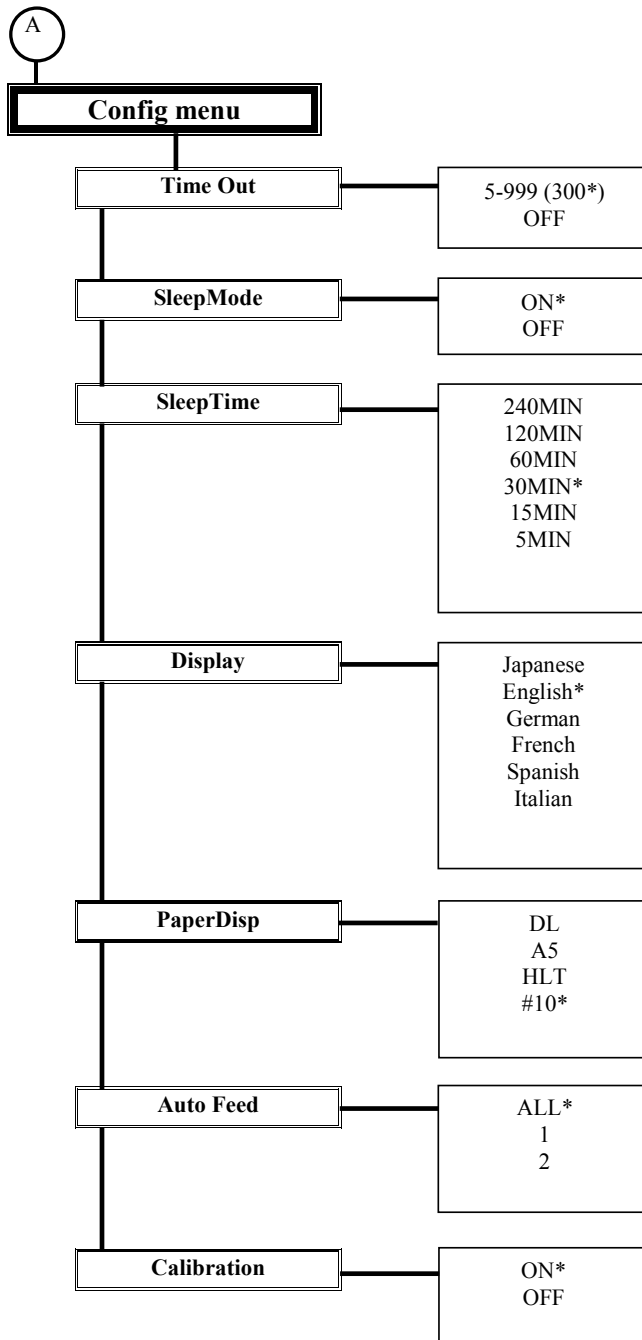 A
Config menu
Time Out
5-999 (300*)
OFF
SleepMode
ON*
OFF
SleepTime
240MIN
120MIN
60MIN
30MIN*
15MIN
5MIN
Display
Japanese
English*
German
French
Spanish
Italian
PaperDisp
DL
A5
HLT
#10*
Auto Feed
ALL*
1
2
Calibration
ON*
OFF